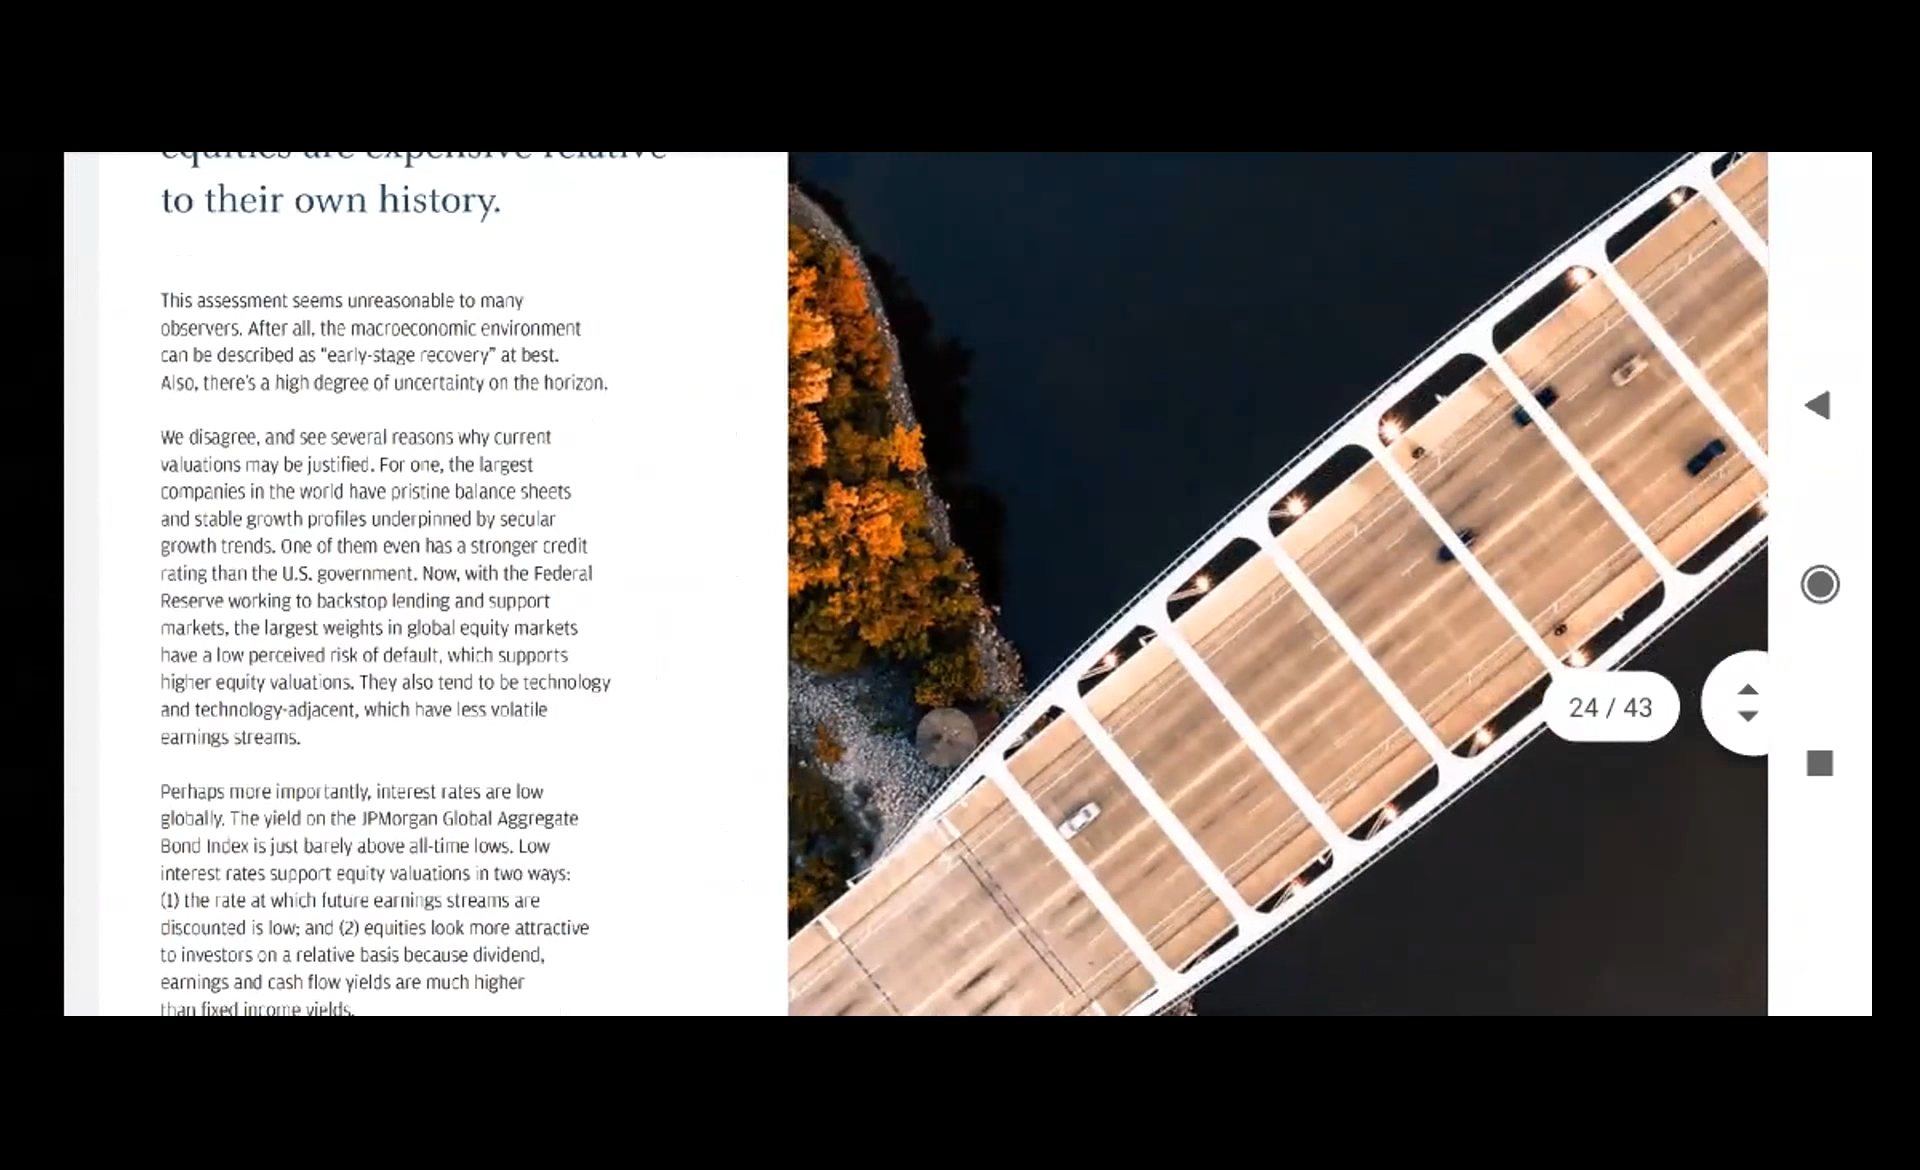 equities are expensive relative
to their own history.
This assessment seems unreasonable to many
observers. After all, the macroeconomic environment
can be described as “early-stage recovery” at best.
Also, there’s a high degree of uncertainty on the horizon.
We disagree, and see several reasons why current
valuations may be justified. For one, the largest
companies in the world have pristine balance sheets
and stable growth profiles underpinned by secular
growth trends. One of them even has a stronger credit
rating than the U.S. government. Now, with the Federal
Reserve working to backstop lending and support
markets, the largest weights in global equity markets
have a low perceived risk of default, which supports
higher equity valuations. They also tend to be technology
and technology-adjacent, which have less volatile
earnings streams.
Perhaps more importantly, interest rates are low
globally. The yield on the JPMorgan Global Aggregate
Bond Index is just barely above all-time lows. Low
interest rates support equity valuations in two ways:
(1) the rate at which future earnings streams are
discounted is low; and (2) equities look more attractive
to investors on a relative basis because dividend,
earnings and cash flow yields are much higher
than fixed income yields.
24 / 43